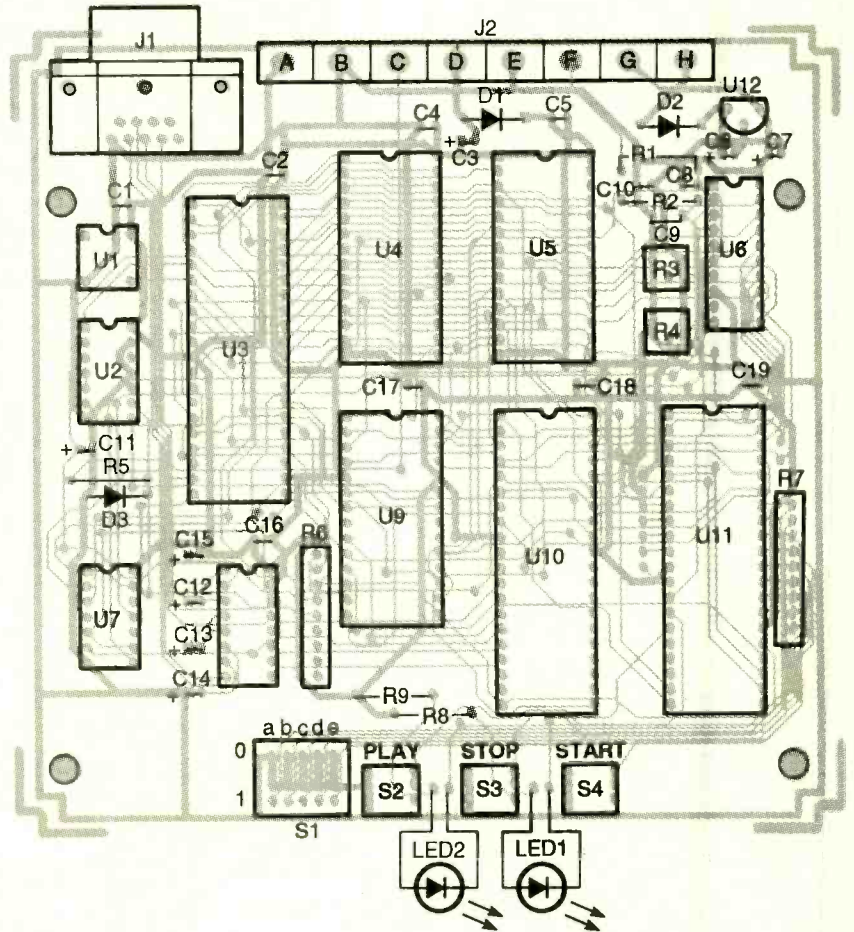 J1
J2
A B C D E F G H
D1
C5
D2
U12
C4
C3
C2
C6
C7
R1
C8
C10
R2
C9
C1
U1
U4
U5
R3
U6
U3
R4
U2
C17
C18
C19
C11
R5
D3
R7
C16
R6
U9
C15
U10
U11
C12
U7
C13
C14
R9
R8
a b c d e
0
PLAY
STOP
START
S2
S3
S4
1
S1
LED2
LED1
+
+
+
+
+
+
+
+